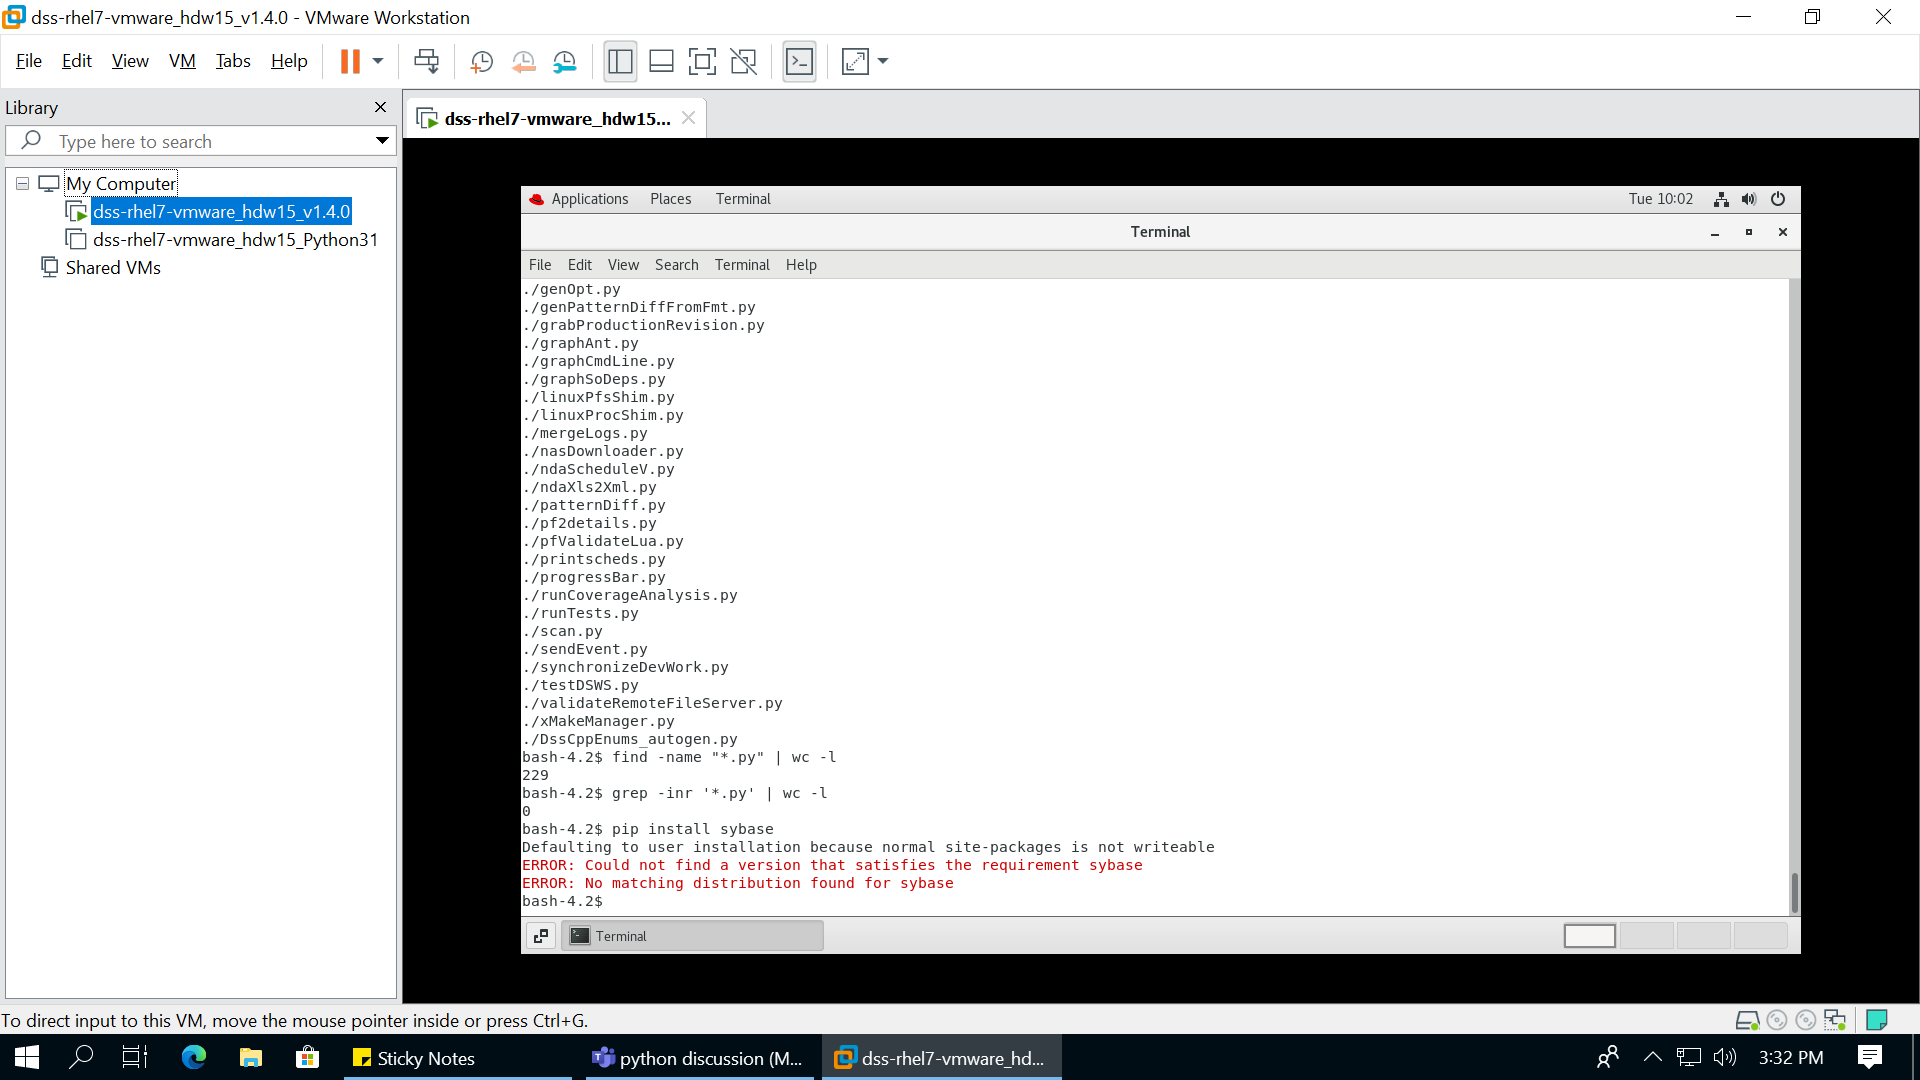 dss-rhel7-vmware_hdw15_v1.4.0 - VMware Workstation
File Edit View VM Tabs Help
Library
Type here to search
My Computer
dss-rhel7-vmware_hdw15_v1.4.0
dss-rhel7-vmware_hdw15_Python31
Shared VMs
dss-rhel7-vmware_hdw15...
Applications Places Terminal Tue 10:02
Terminal
File Edit View Search Terminal Help
./genOpt.py
./genPatternDiffFromFmt.py
./grabProductionRevision.py
./graphAnt.py
./graphCmdLine.py
./graphSoDeps.py
./linuxPfsShim.py
./linuxProcShim.py
./mergeLogs.py
./nasDownloader.py
./ndaScheduleV.py
./ndaXls2Xml.py
./patternDiff.py
./pf2details.py
./pfValidateLua.py
./printscheds.py
./progressBar.py
./runCoverageAnalysis.py
./runTests.py
./scan.py
./sendEvent.py
./synchronizeDevWork.py
./testDSWS.py
./validateRemoteFileServer.py
./xMakeManager.py
./DssCppEnums_autogen.py
bash-4.2$ find -name "*.py" | wc -l
229
bash-4.2$ grep -inr '*.py' | wc -l
0
bash-4.2$ pip install sybase
Defaulting to user installation because normal site-packages is not writeable
ERROR: Could not find a version that satisfies the requirement sybase
ERROR: No matching distribution found for sybase
bash-4.2$
Terminal
To direct input to this VM, move the mouse pointer inside or press Ctrl+G.
Sticky Notes python discussion (M... dss-rhel7-vmware_hd... 3:32 PM